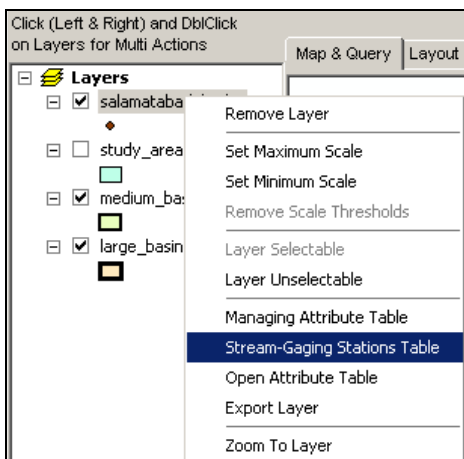 Click (Left & Right) and DblClick
on Layers for Multi Actions
Map & Query
Layout
Layers
study_area
large_basin
Remove Layer
Set Maximum Scale
Set Minimum Scale
Remove Scale Thresholds
Layer Selectable
Layer Unselectable
Managing Attribute Table
Stream-Gaging Stations Table
Open Attribute Table
Export Layer
Zoom To Layer